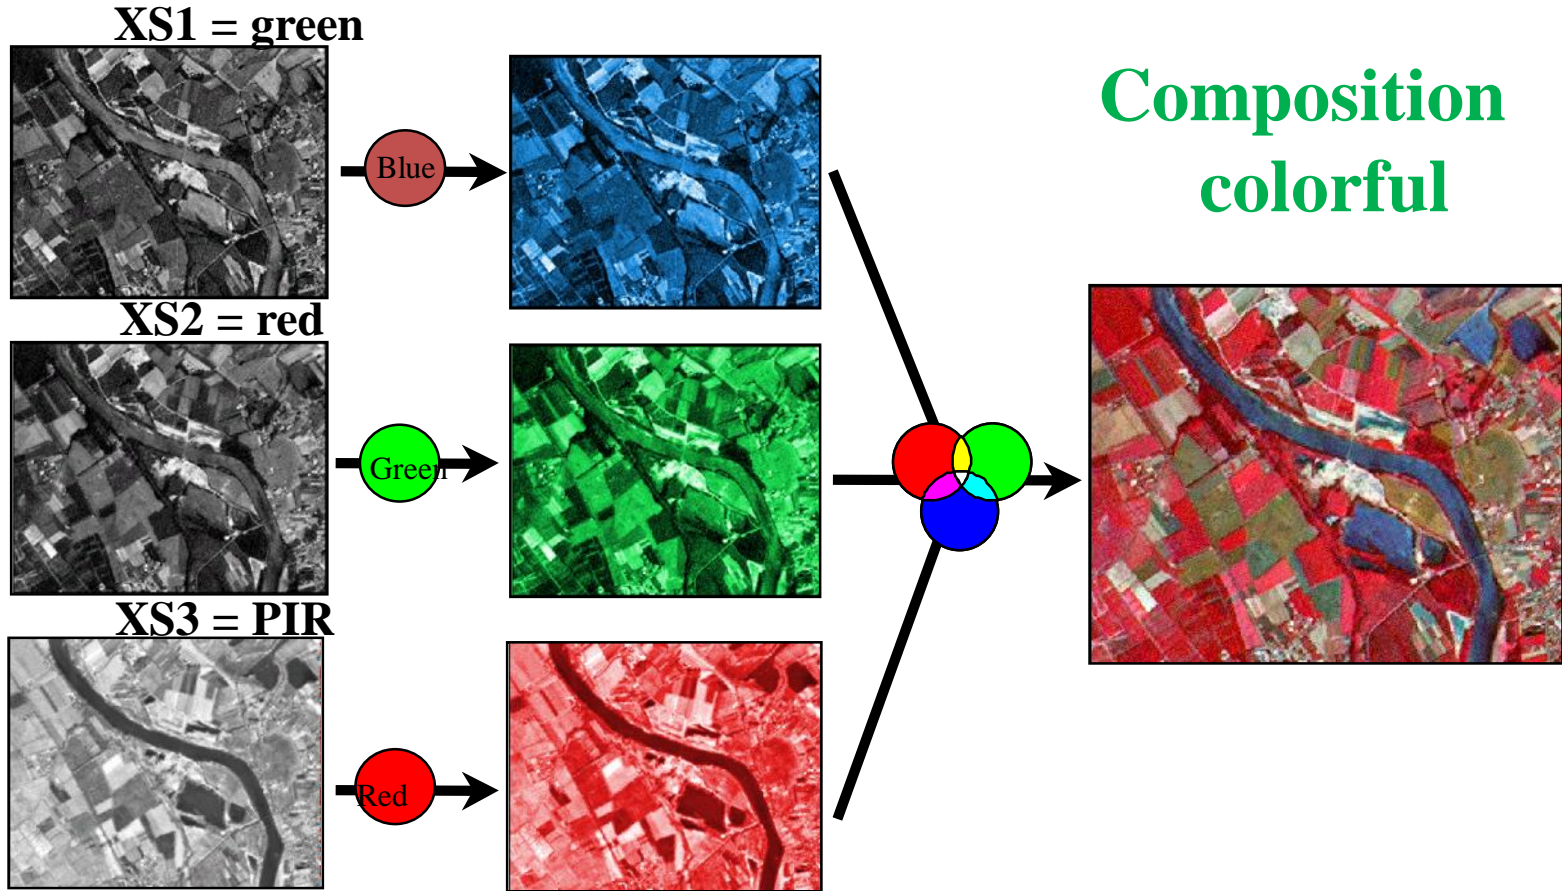 XS1 = green
Blue
Composition
colorful
XS2 = red
Green
XS3 = PIR
Red